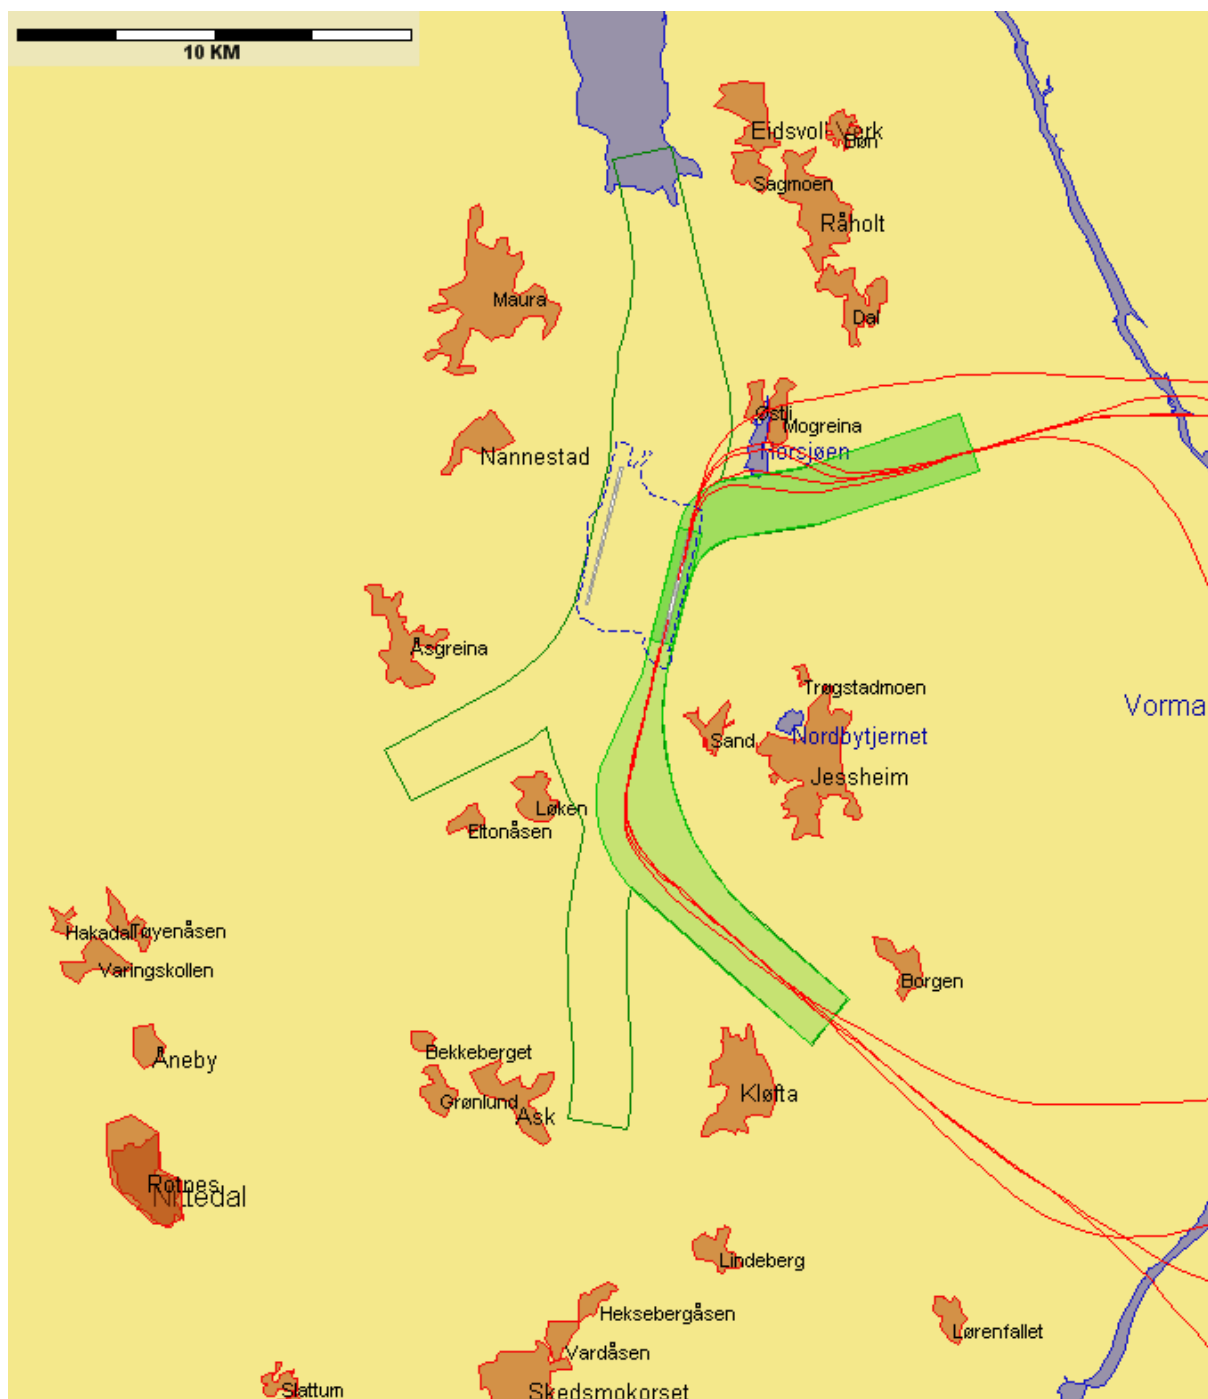 10 KM
Eidsvoll Verk
Bøn
Sagmoen
Råholt
Maura
Dal
Østli
Mogreina
Nannestad
Hersjøen
Åsgreina
Trøgstadmoen
Vorma
Nordbytjernet
Sand
Jessheim
Løken
Eltonåsen
Hakadal
Tøyenåsen
Varingskollen
Borgen
Åneby
Bekkeberget
Kløfta
Grønlund
Ask
Rotnes
Nittedal
Lindeberg
Heksebergåsen
Lørenfallet
Vardåsen
Slattum
Skedsmokorset